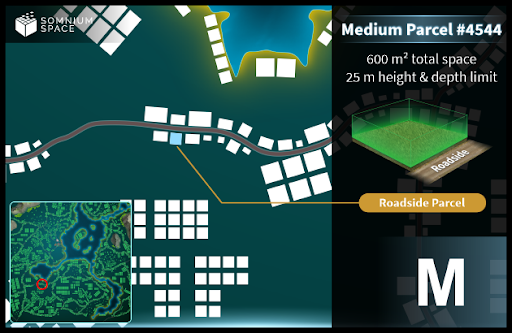 SOMNIUM
SPACE
Medium Parcel #4544
600 m² total space
25 m height & depth limit
Roadside
Roadside Parcel
M